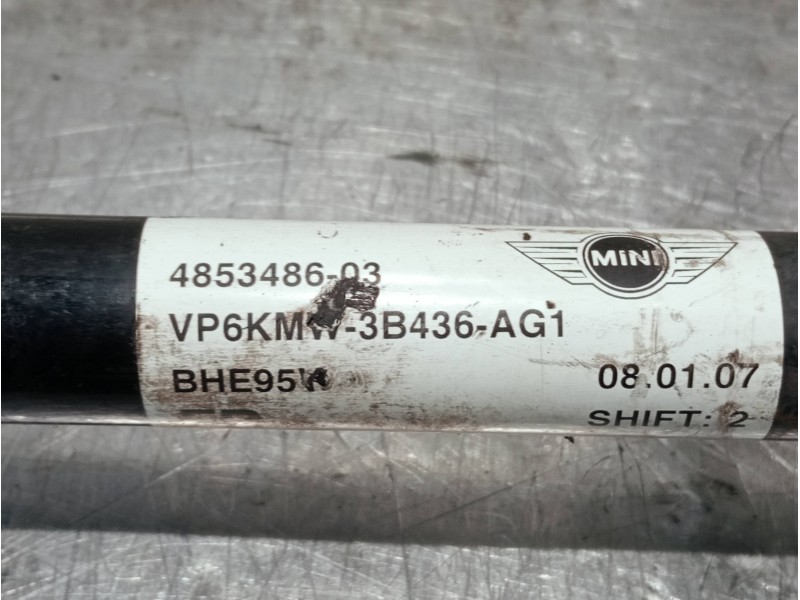 4853486-03
MINI
VP6KMW-3B436-AG1
BHE95
08.01.07
SHIFT: 2